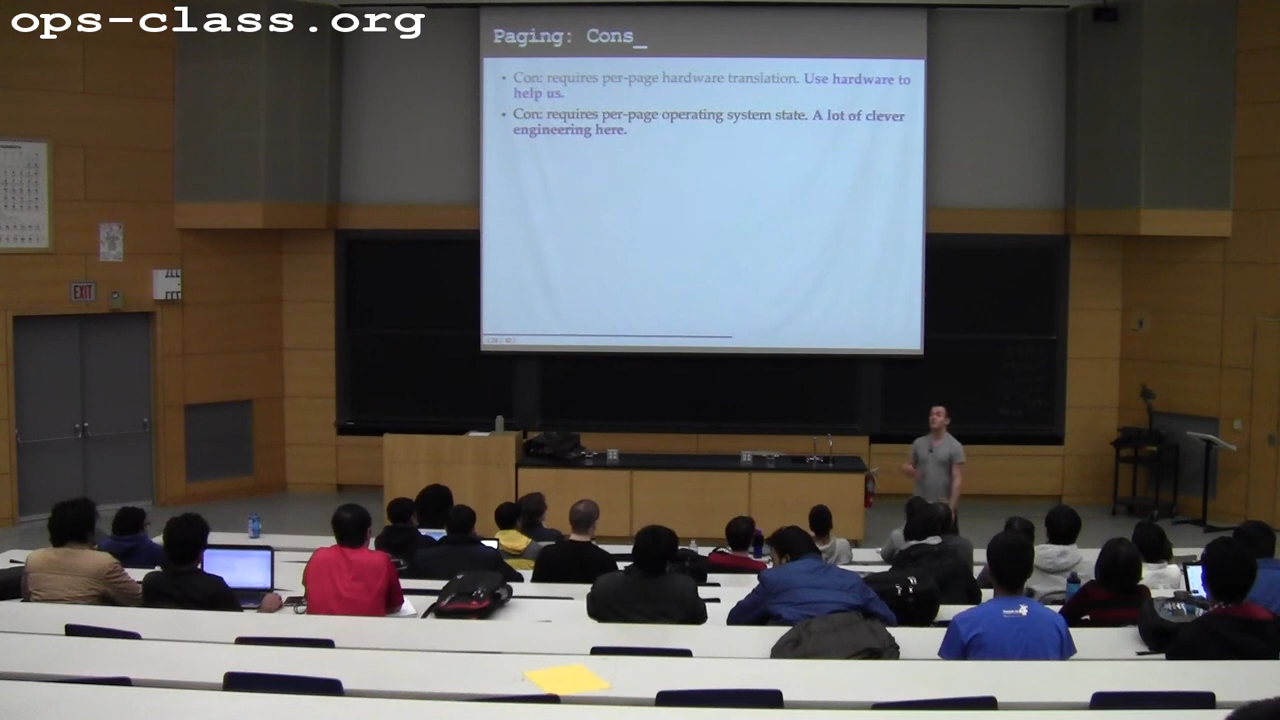 ops-class.org
Paging: Cons_
• Con: requires per-page hardware translation. Use hardware to
help us.
• Con: requires per-page operating system state. A lot of clever
engineering here.
EXIT